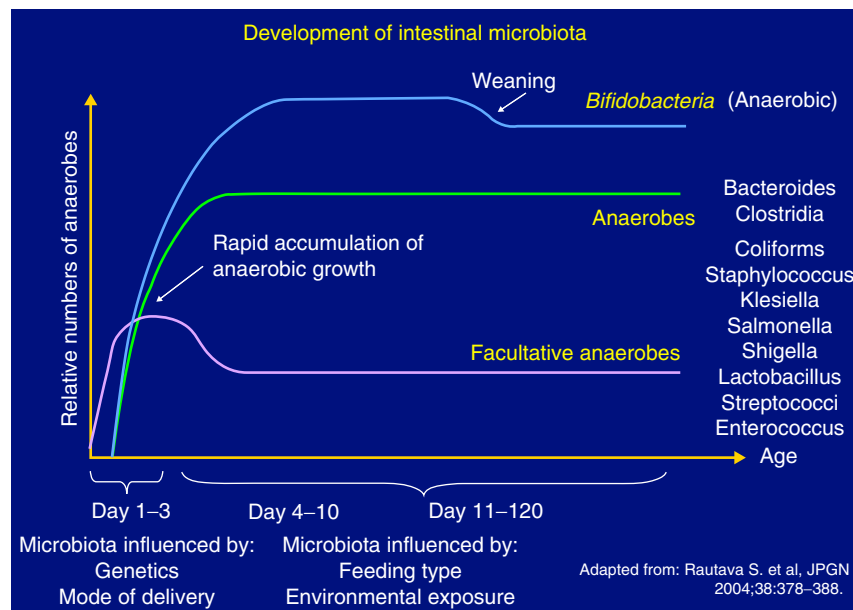 Development of intestinal microbiota
Relative numbers of anaerobes
Weaning
Bifidobacteria (Anaerobic)
Bacteroides
Clostridia
Anaerobes
Rapid accumulation of
anaerobic growth
Coliforms
Staphylococcus
Klesiella
Salmonella
Shigella
Lactobacillus
Streptococci
Enterococcus
Facultative anaerobes
Age
Day 1–3
Day 4–10
Day 11–120
Microbiota influenced by:
Genetics
Mode of delivery
Microbiota influenced by:
Feeding type
Environmental exposure
Adapted from: Rautava S. et al, JPGN
2004;38:378–388.